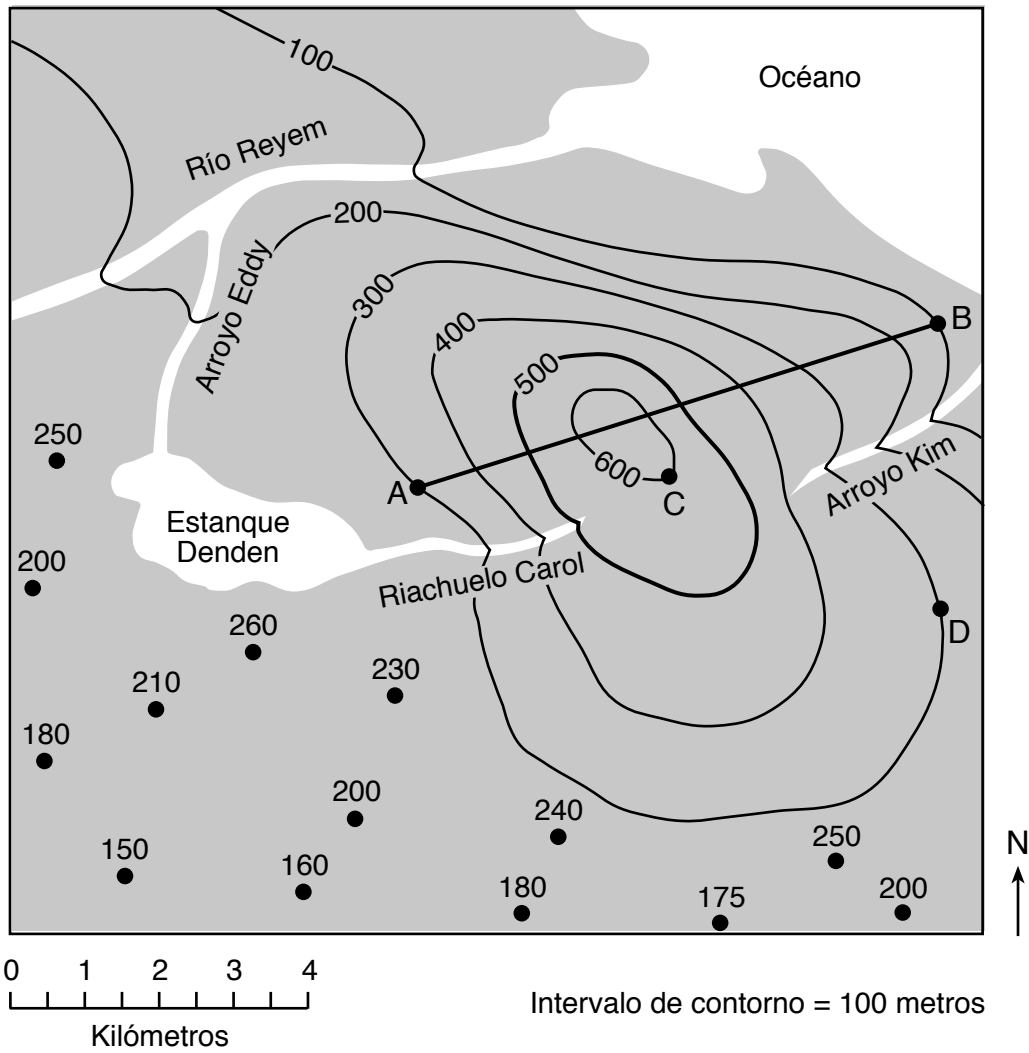 100
Océano
Río Reyem
200
Arroyo Eddy
300
400
B
500
250
600
A
C
Arroyo Kim
Estanque
Denden
200
Riachuelo Carol
D
260
230
210
180
200
240
250
N
150
160
180
175
200
0 1 2 3 4
Kilómetros
Intervalo de contorno = 100 metros